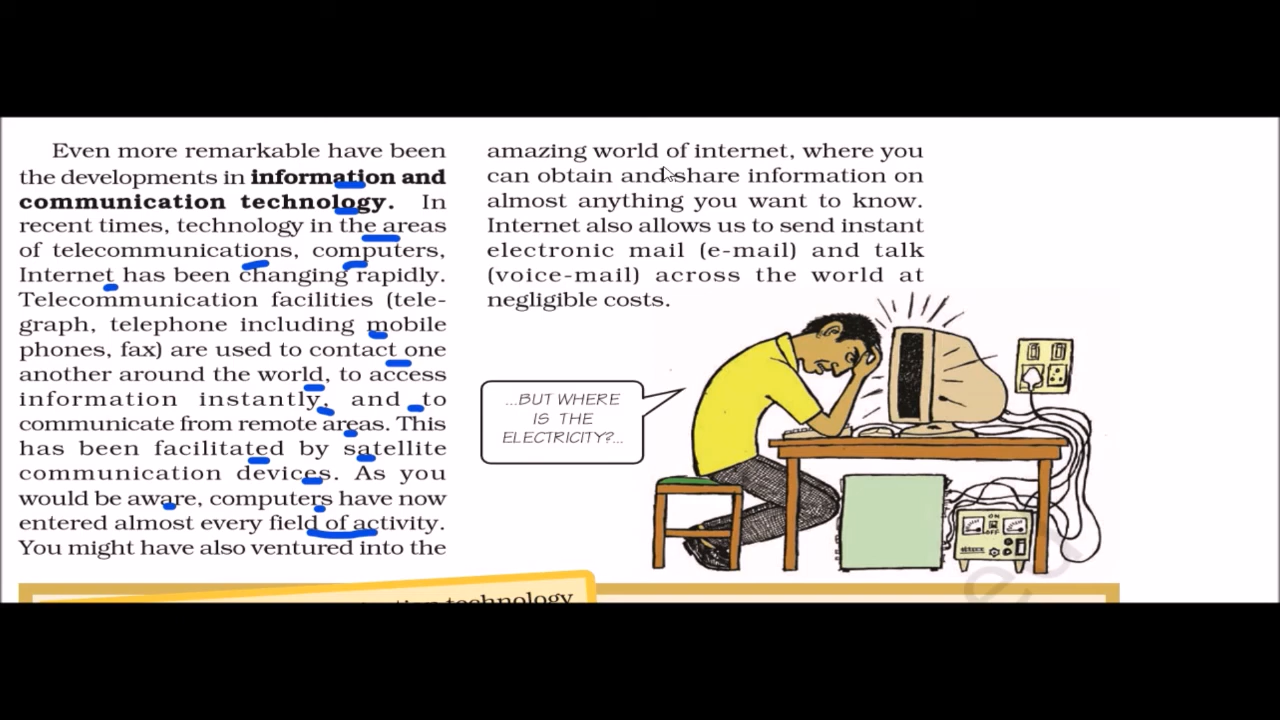 Even more remarkable have been
the developments in information and
communication technology. In
recent times, technology in the areas
of telecommunications, computers,
Internet has been changing rapidly.
Telecommunication facilities (tele-
graph, telephone including mobile
phones, fax) are used to contact one
another around the world, to access
information instantly, and to
communicate from remote areas. This
has been facilitated by satellite
communication devices. As you
would be aware, computers have now
entered almost every field of activity.
You might have also ventured into the
amazing world of internet, where you
can obtain and share information on
almost anything you want to know.
Internet also allows us to send instant
electronic mail (e-mail) and talk
(voice-mail) across the world at
negligible costs.
...BUT WHERE
IS THE
ELECTRICITY?...
ON
OFF
technology